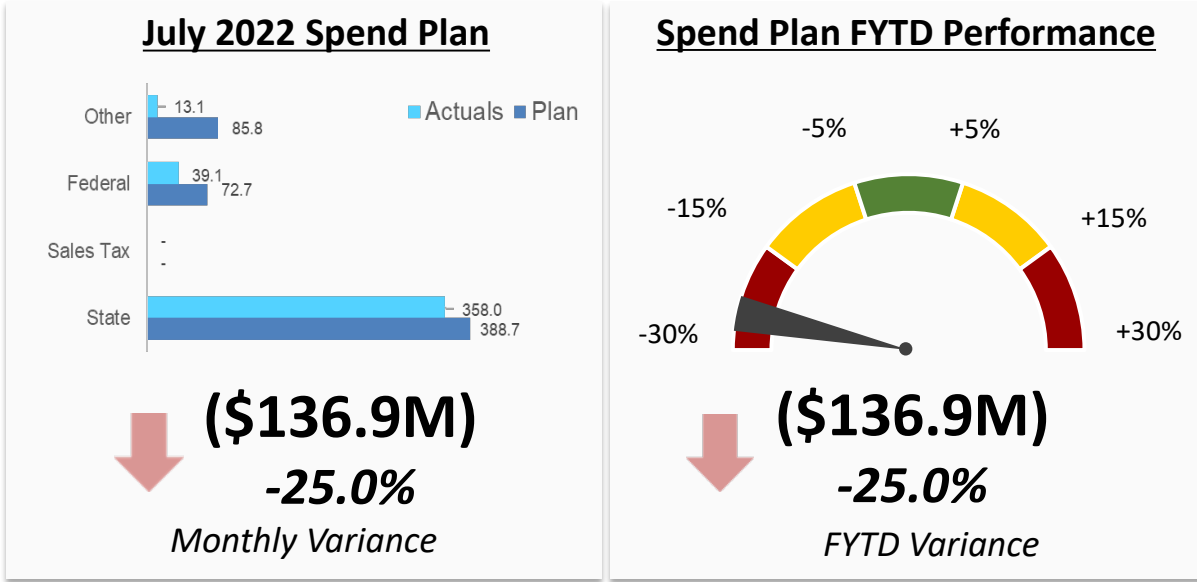 July 2022 Spend Plan
Actuals Plan
Other
13.1
85.8
Federal
39.1
72.7
Sales Tax
-
-
State
358.0
388.7
($136.9M)
-25.0%
Monthly Variance
Spend Plan FYTD Performance
-5%
+5%
-15%
+15%
-30%
+30%
($136.9M)
-25.0%
FYTD Variance